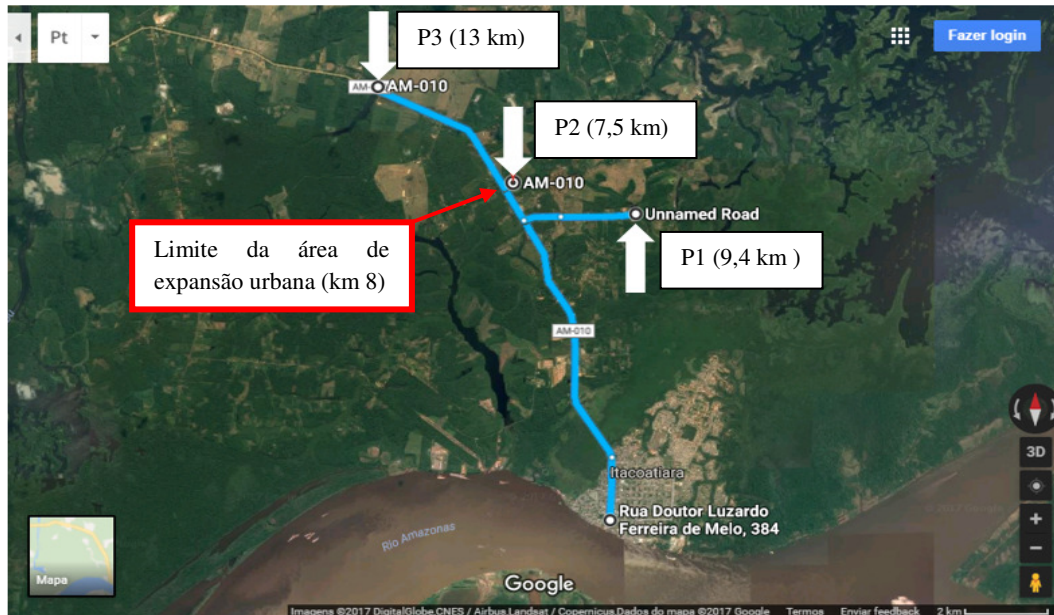 Pt
P3 (13 km)
Fazer login
AM-010
P2 (7,5 km)
AM-010
Unnamed Road
Limite da área de
expansão urbana (km 8)
P1 (9,4 km )
AM-010
3D
Itacoatiara
Rua Doutor Luzardo
Ferreira de Melo, 384
Rio Amazonas
Mapa
Google
Imagens ©2017 DigitalGlobe,CNES / Airbus,Landsat / Copernicus,Dados do mapa ©2017 Google Termos Enviar feedback 2 km